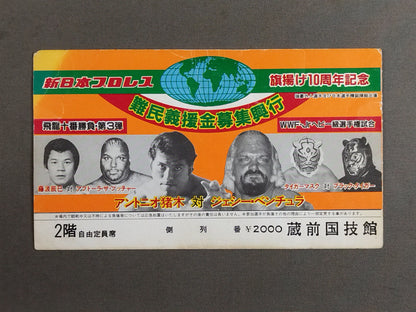 新日本プロレス
旗揚げ10周年記念
難民義援金募集興行
飛龍十番勝負・第3弾
WWFヘビー級選手権試合
藤波辰巳 対 アブドーラ・ザ・ブッチャー
タイガーマスク 対 ブラックタイガー
アントニオ猪木 対 ジェシー・ベンチュラ
2階 自由定員席
側 列 番 ¥2000 蔵前国技館